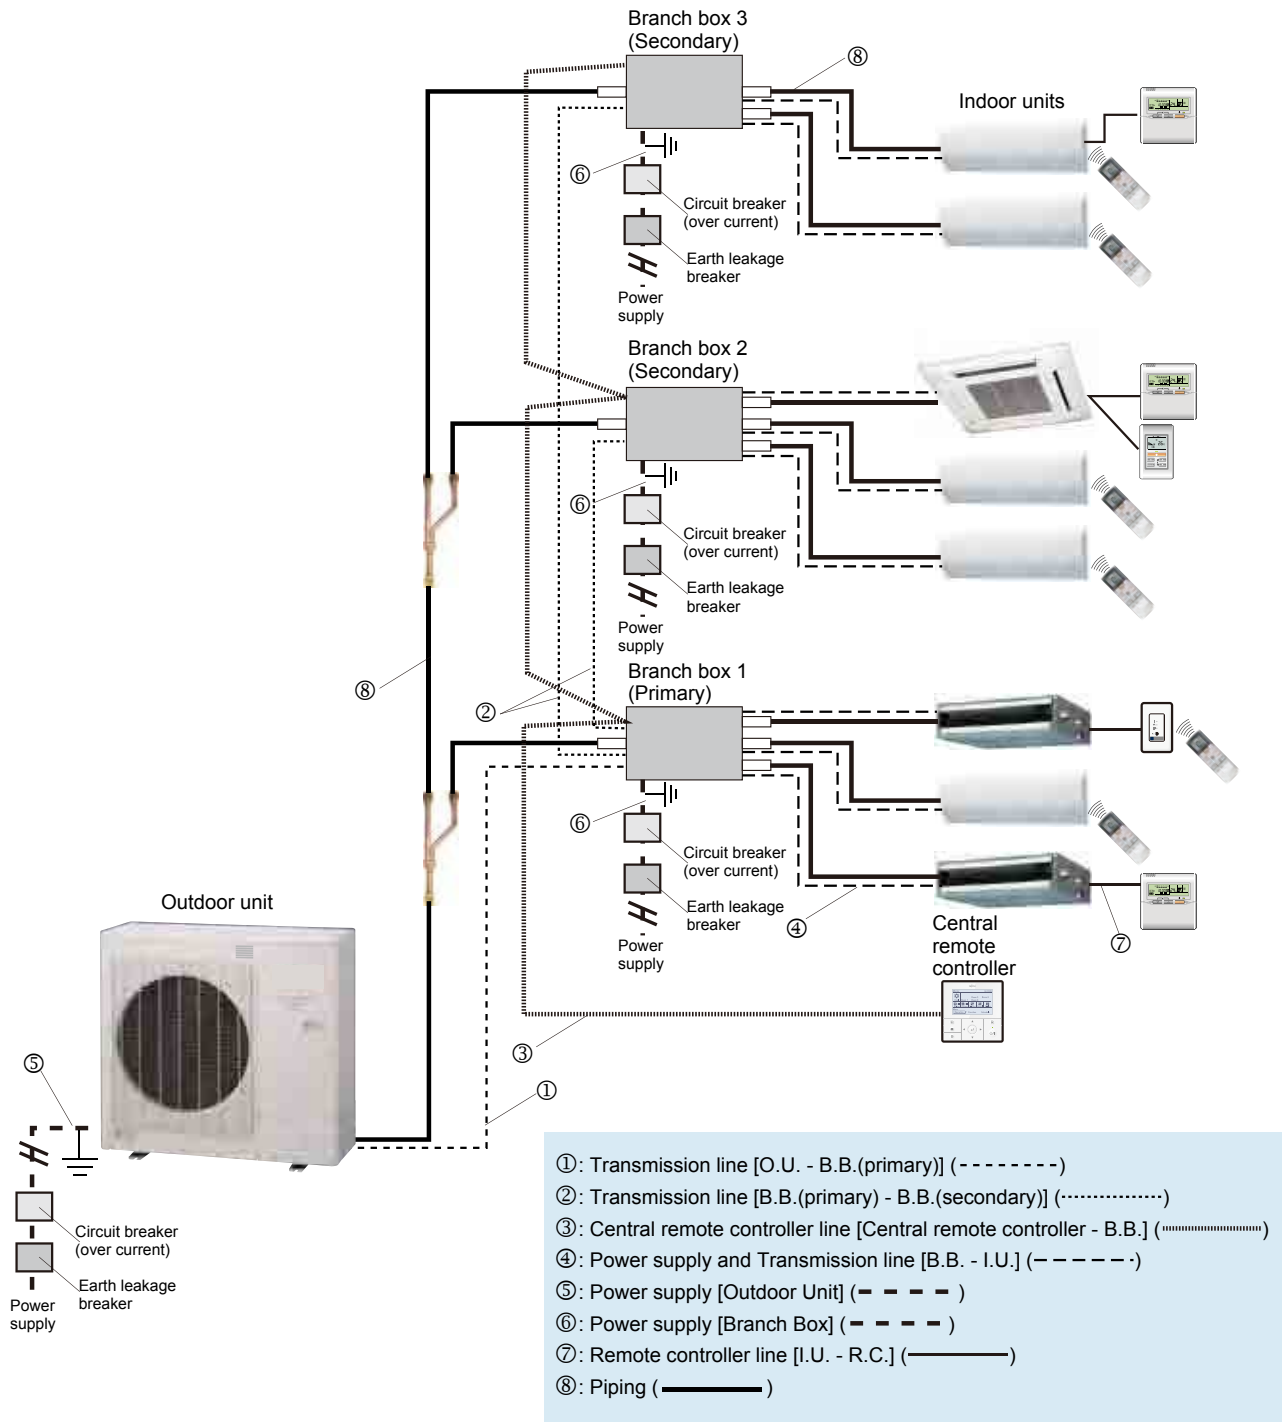 Branch box 3
(Secondary)
⑧
Indoor units
⑥
Circuit breaker
(over current)
Earth leakage
breaker
Power
supply
Branch box 2
(Secondary)
⑥
Circuit breaker
(over current)
Earth leakage
breaker
Power
supply
⑧
②
Branch box 1
(Primary)
⑥
Circuit breaker
(over current)
Earth leakage
breaker
Power
supply
④
⑦
Central
remote
controller
③
Outdoor unit
⑤
①
Circuit breaker
(over current)
Earth leakage
breaker
Power
supply
①: Transmission line [O.U. - B.B.(primary)] ( )
②: Transmission line [B.B.(primary) - B.B.(secondary)] ( )
③: Central remote controller line [Central remote controller - B.B.] ( )
④: Power supply and Transmission line [B.B. - I.U.] ( )
⑤: Power supply [Outdoor Unit] ( )
⑥: Power supply [Branch Box] ( )
⑦: Remote controller line [I.U. - R.C.] ( )
⑧: Piping ( )